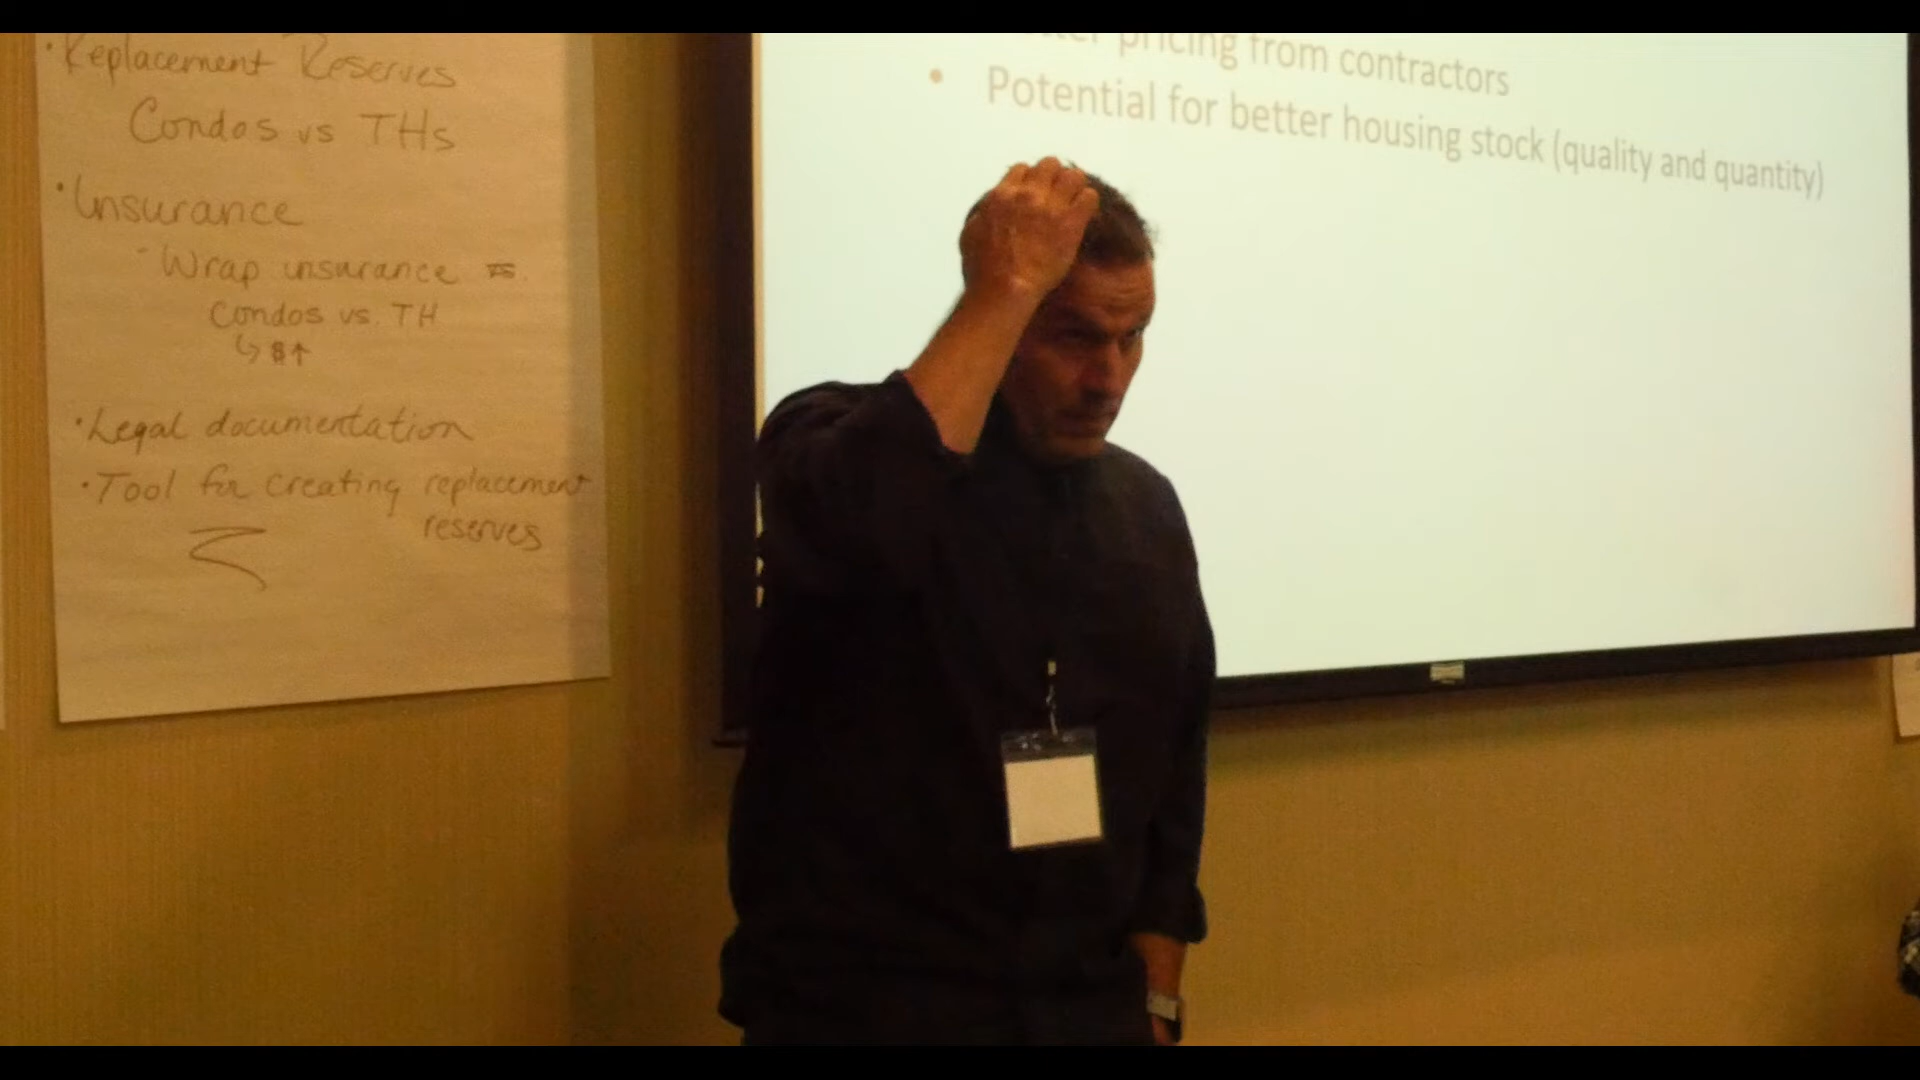 · Replacement Reserves
Condos vs THs
· Insurance
- Wrap insurance
Condos vs. TH
↳ $↑
· Legal documentation
· Tool for creating replacement
reserves
pricing from contractors
• Potential for better housing stock (quality and quantity)